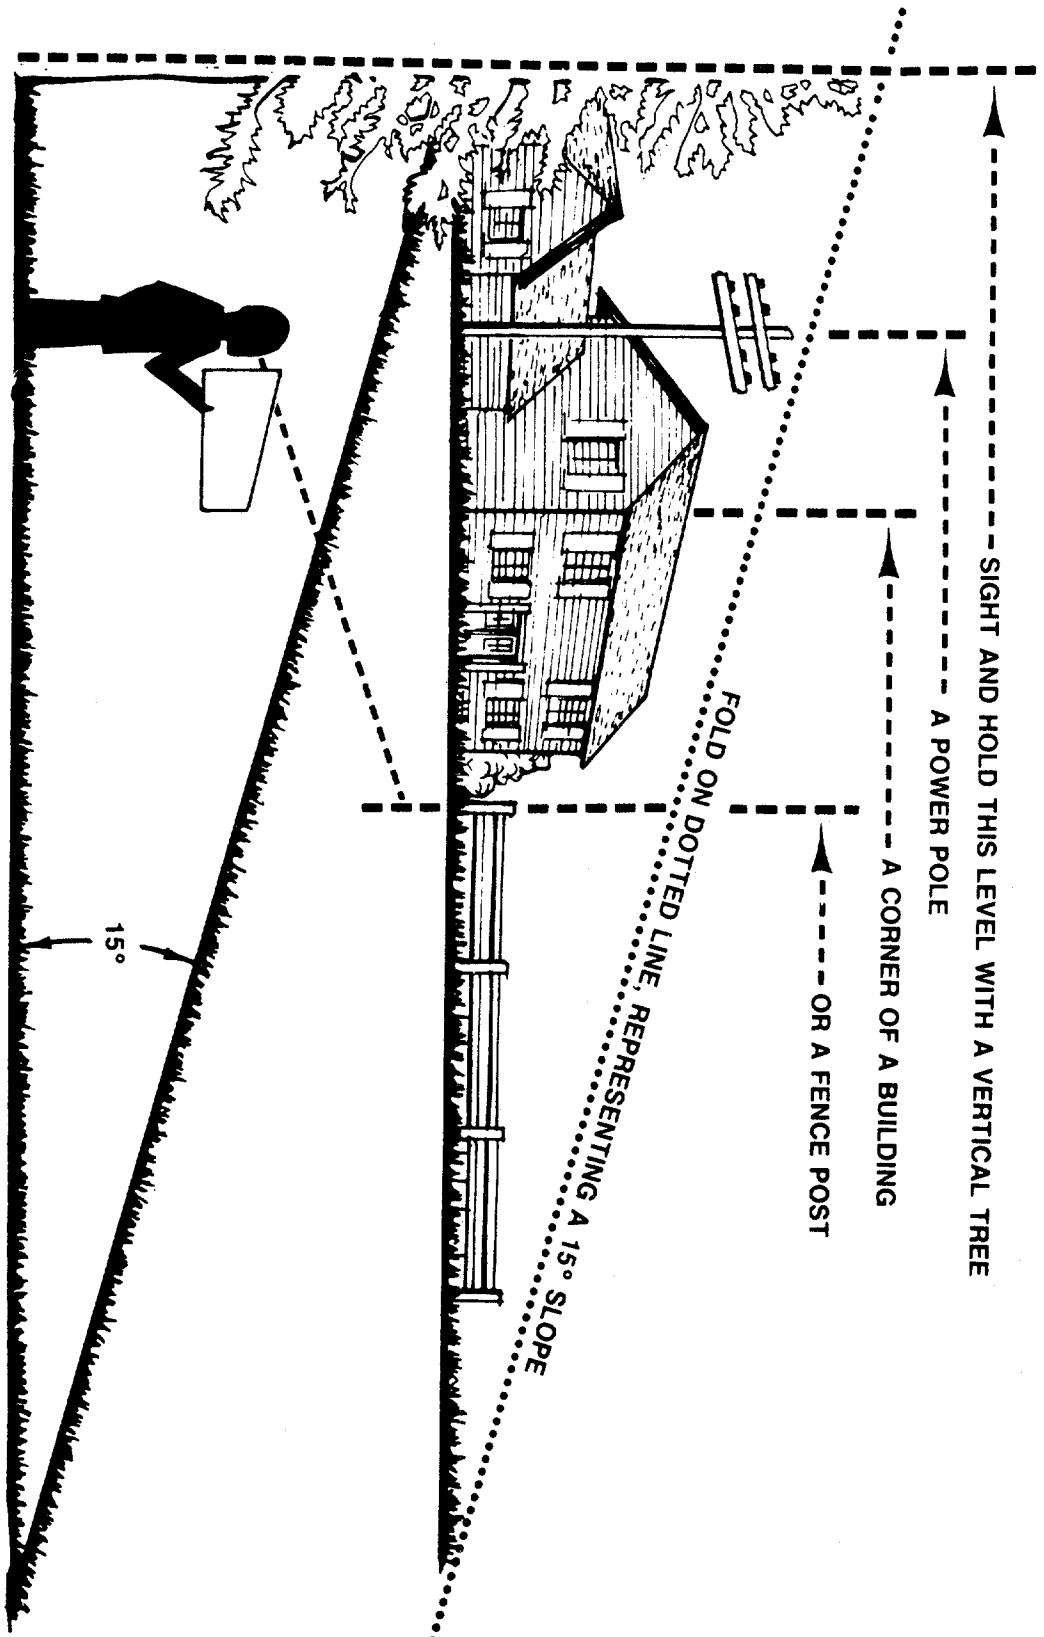 SIGHT AND HOLD THIS LEVEL WITH A VERTICAL TREE
A POWER POLE
A CORNER OF A BUILDING
OR A FENCE POST
FOLD ON DOTTED LINE, REPRESENTING A 15° SLOPE
15°